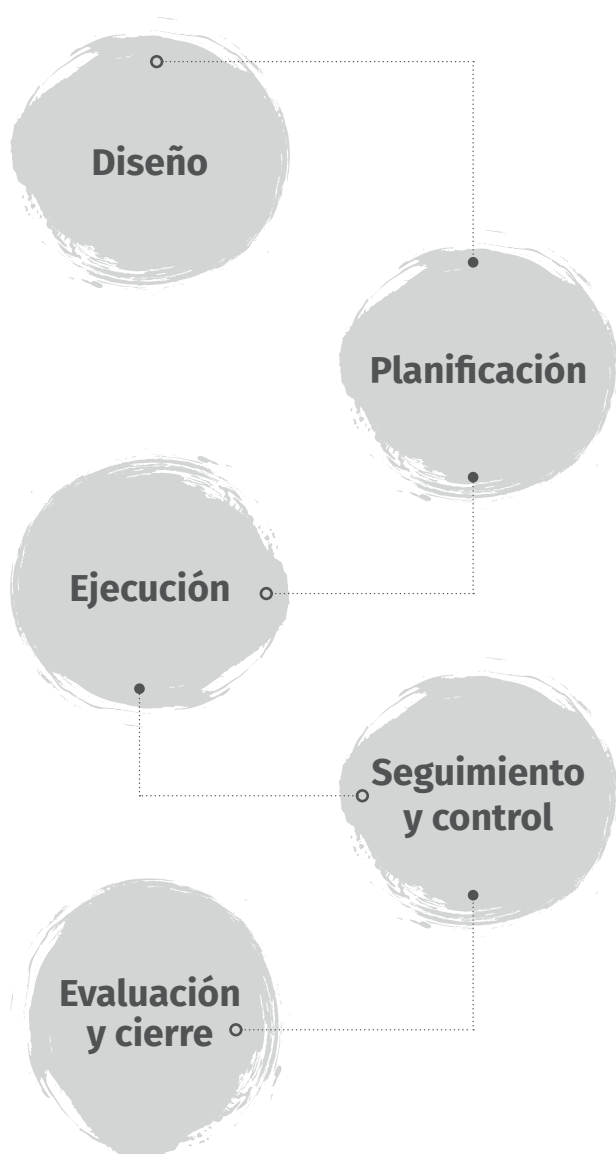 Diseño
Planificación
Ejecución
Seguimiento
y control
Evaluación
y cierre